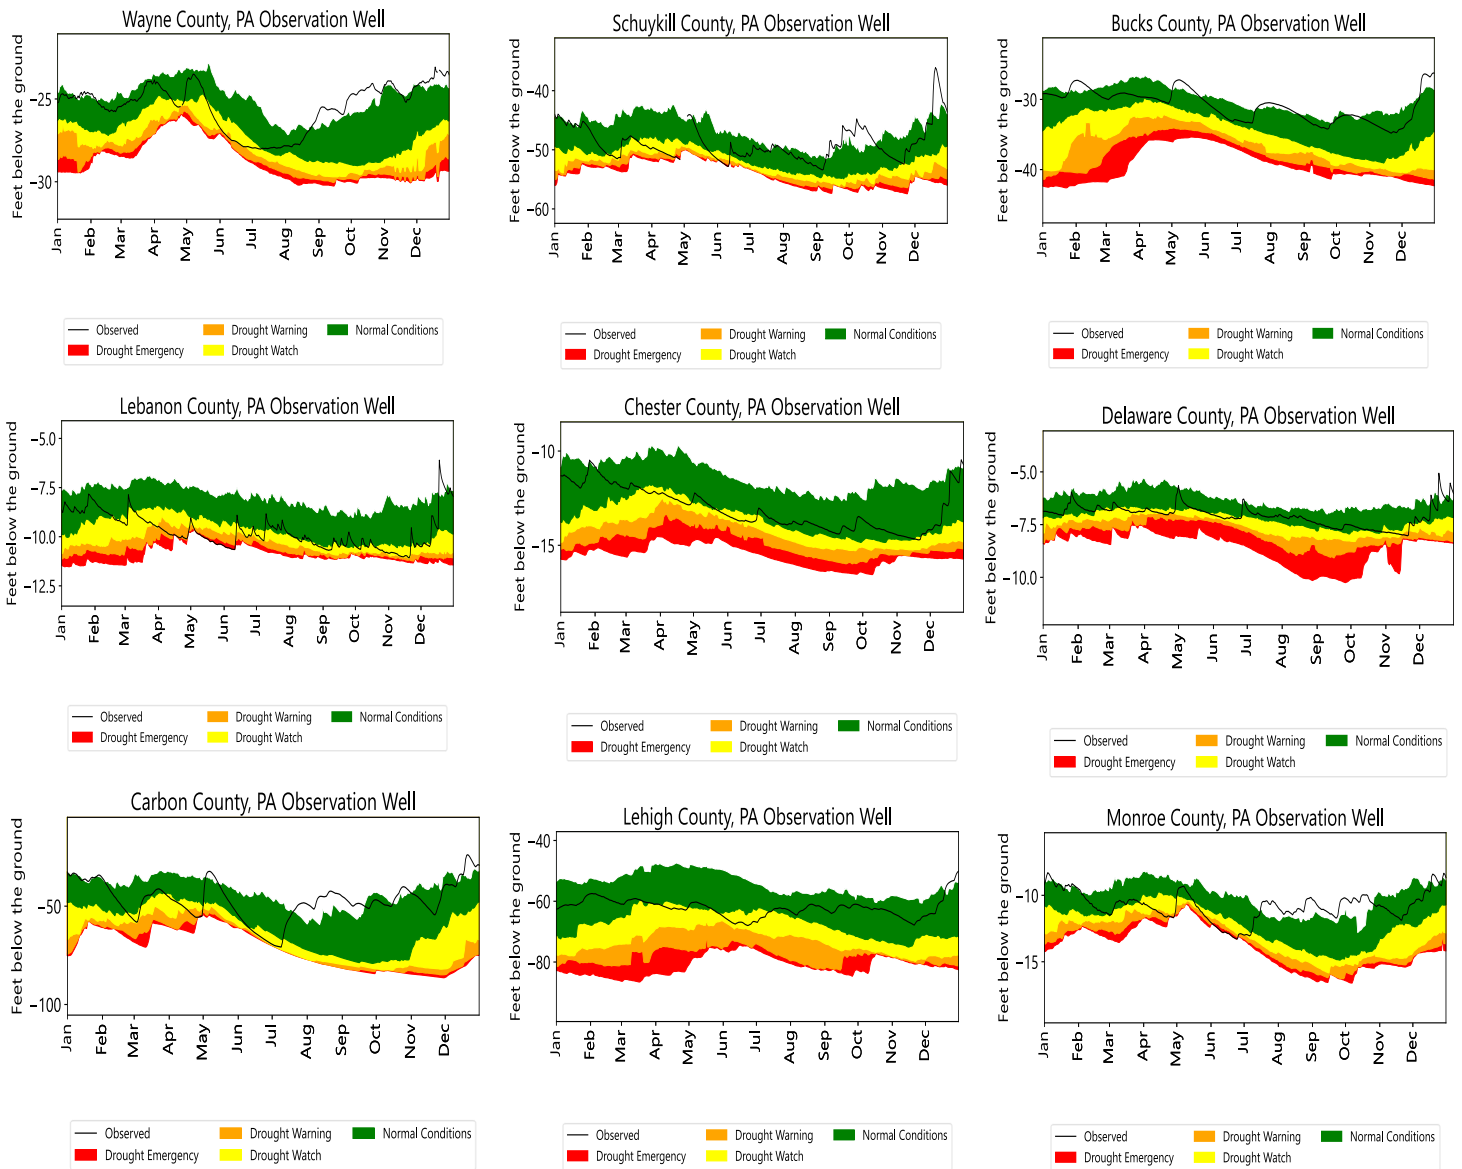 Wayne County, PA Observation Well
Feet below the ground
−25
−30
Jan
Feb
Mar
Apr
May
Jun
Jul
Aug
Sep
Oct
Nov
Dec
Observed
Drought Emergency
Drought Warning
Drought Watch
Normal Conditions
Schuykill County, PA Observation Well
Feet below the ground
−40
−50
−60
Jan
Feb
Mar
Apr
May
Jun
Jul
Aug
Sep
Oct
Nov
Dec
Observed
Drought Emergency
Drought Warning
Drought Watch
Normal Conditions
Bucks County, PA Observation Well
Feet below the ground
−30
−40
Jan
Feb
Mar
Apr
May
Jun
Jul
Aug
Sep
Oct
Nov
Dec
Observed
Drought Emergency
Drought Warning
Drought Watch
Normal Conditions
Lebanon County, PA Observation Well
Feet below the ground
−5.0
−7.5
−10.0
−12.5
Jan
Feb
Mar
Apr
May
Jun
Jul
Aug
Sep
Oct
Nov
Dec
Observed
Drought Emergency
Drought Warning
Drought Watch
Normal Conditions
Chester County, PA Observation Well
Feet below the ground
−10
−15
Jan
Feb
Mar
Apr
May
Jun
Jul
Aug
Sep
Oct
Nov
Dec
Observed
Drought Emergency
Drought Warning
Drought Watch
Normal Conditions
Delaware County, PA Observation Well
Feet below the ground
−5.0
−7.5
−10.0
Jan
Feb
Mar
Apr
May
Jun
Jul
Aug
Sep
Oct
Nov
Dec
Observed
Drought Emergency
Drought Warning
Drought Watch
Normal Conditions
Carbon County, PA Observation Well
Feet below the ground
−50
−100
Jan
Feb
Mar
Apr
May
Jun
Jul
Aug
Sep
Oct
Nov
Dec
Observed
Drought Emergency
Drought Warning
Drought Watch
Normal Conditions
Lehigh County, PA Observation Well
Feet below the ground
−40
−60
−80
Jan
Feb
Mar
Apr
May
Jun
Jul
Aug
Sep
Oct
Nov
Dec
Observed
Drought Emergency
Drought Warning
Drought Watch
Normal Conditions
Monroe County, PA Observation Well
Feet below the ground
−10
−15
Jan
Feb
Mar
Apr
May
Jun
Jul
Aug
Sep
Oct
Nov
Dec
Observed
Drought Emergency
Drought Warning
Drought Watch
Normal Conditions